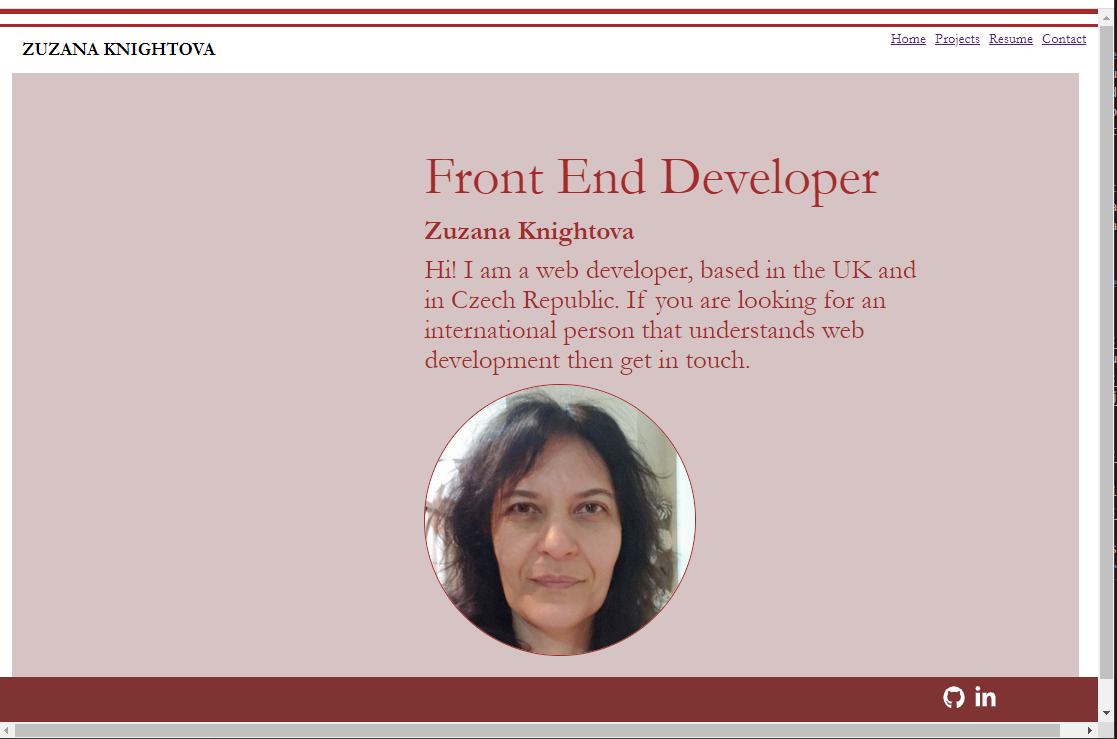 ZUZANA KNIGHTOVA
Home Projects Resume Contact
Front End Developer
Zuzana Knightova
Hi! I am a web developer, based in the UK and
in Czech Republic. If you are looking for an
international person that understands web
development then get in touch.
in